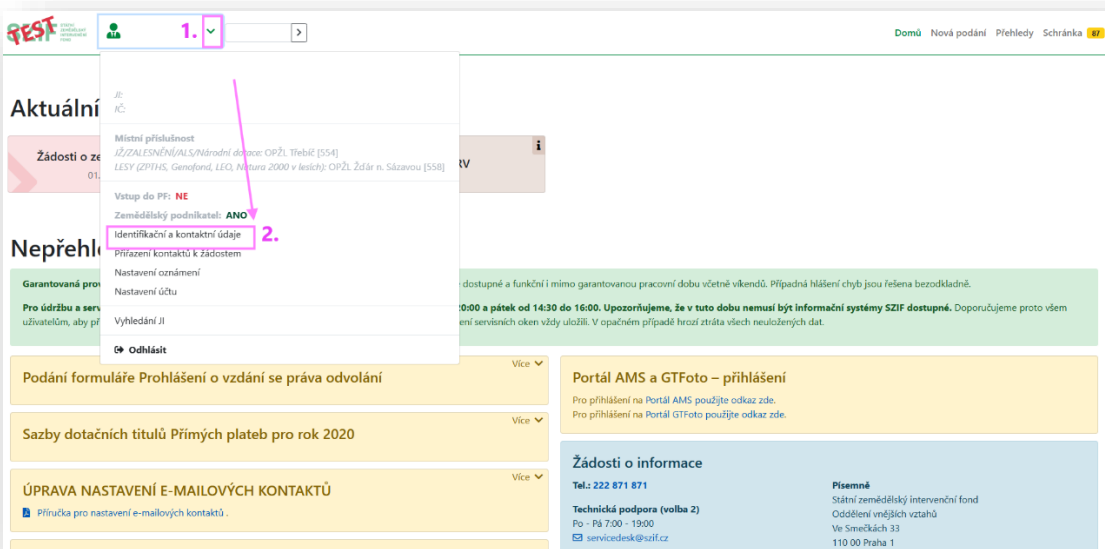 TEST
SZIF
STÁTNÍ
ZEMĚDĚLSKÝ
INTERVENČNÍ
FOND
1.
Domů Nová podání Přehledy Schránka 87
JI:
IČ:
Místní příslušnost
JŽ/ZALESNĚNÍ/ALS/Národní dotace: OPŽL Třebíč [554]
LESY (ZPTHS, Genofond, LEO, Natura 2000 v lesích): OPŽL Žďár n. Sázavou [558]
Vstup do PF: NE
Zemědělský podnikatel: ANO
Identifikační a kontaktní údaje
2.
Přiřazení kontaktů k žádostem
Nastavení oznámení
Nastavení účtu
Vyhledání JI
Odhlásit
Aktuální
Žádosti o ze
01.
RV
Nepřehl
Garantovaná prov
dostupné a funkční i mimo garantovanou pracovní dobu včetně víkendů. Případná hlášení chyb jsou řešena bezodkladně.
Pro údržbu a serv
20:00 a pátek od 14:30 do 16:00. Upozorňujeme, že v tuto dobu nemusí být informační systémy SZIF dostupné. Doporučujeme proto všem
uživatelům, aby př
ení servisních oken vždy uložili. V opačném případě hrozí ztráta všech neuložených dat.
Více
Podání formuláře Prohlášení o vzdání se práva odvolání
Více
Sazby dotačních titulů Přímých plateb pro rok 2020
Více
ÚPRAVA NASTAVENÍ E-MAILOVÝCH KONTAKTŮ
Příručka pro nastavení e-mailových kontaktů .
Portál AMS a GTFoto – přihlášení
Pro přihlášení na Portál AMS použijte odkaz zde.
Pro přihlášení na Portál GTFoto použijte odkaz zde.
Žádosti o informace
Tel.: 222 871 871
Technická podpora (volba 2)
Po - Pá 7:00 - 19:00
servicedesk@szif.cz
Písemně
Státní zemědělský intervenční fond
Oddělení vnějších vztahů
Ve Smečkách 33
110 00 Praha 1